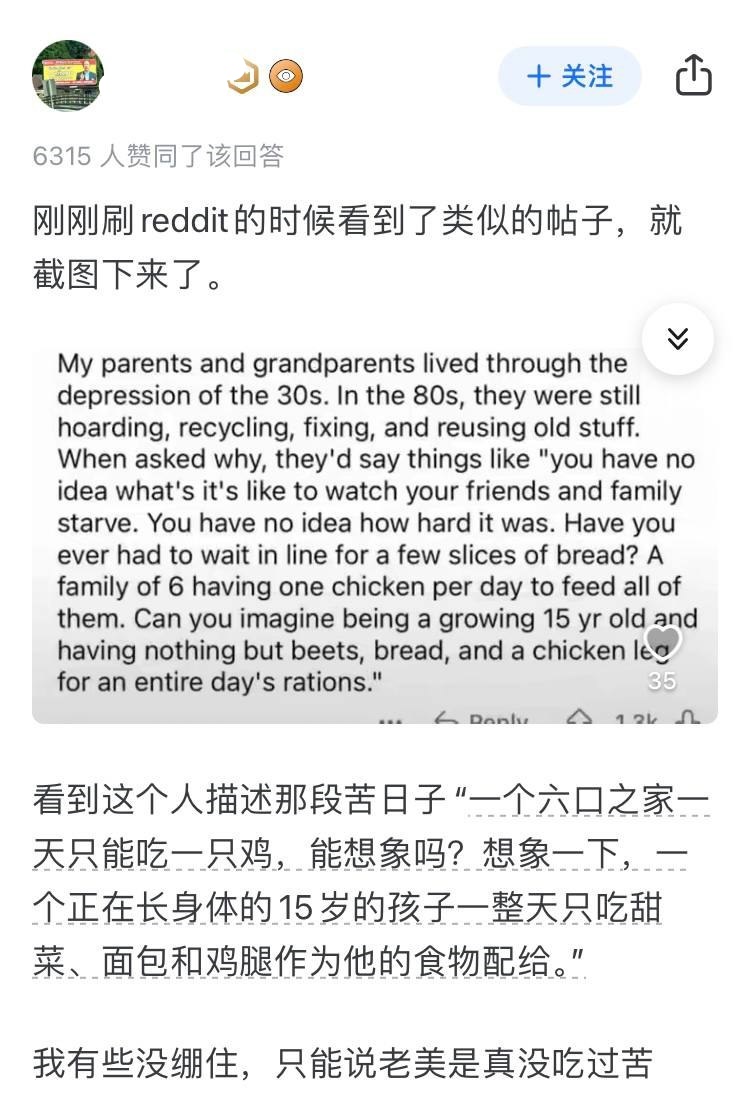 + 关注
6315 人赞同了该回答
刚刚刷reddit的时候看到了类似的帖子，就
截图下来了。
My parents and grandparents lived through the
depression of the 30s. In the 80s, they were still
hoarding, recycling, fixing, and reusing old stuff.
When asked why, they'd say things like "you have no
idea what's it's like to watch your friends and family
starve. You have no idea how hard it was. Have you
ever had to wait in line for a few slices of bread? A
family of 6 having one chicken per day to feed all of
them. Can you imagine being a growing 15 yr old and
having nothing but beets, bread, and a chicken leg
for an entire day's rations."
35
... Reply 1.3k
看到这个人描述那段苦日子“一个六口之家一
天只能吃一只鸡，能想象吗？想象一下，一
个正在长身体的15岁的孩子一整天只吃甜
菜、面包和鸡腿作为他的食物配给。”
我有些没绷住，只能说老美是真没吃过苦